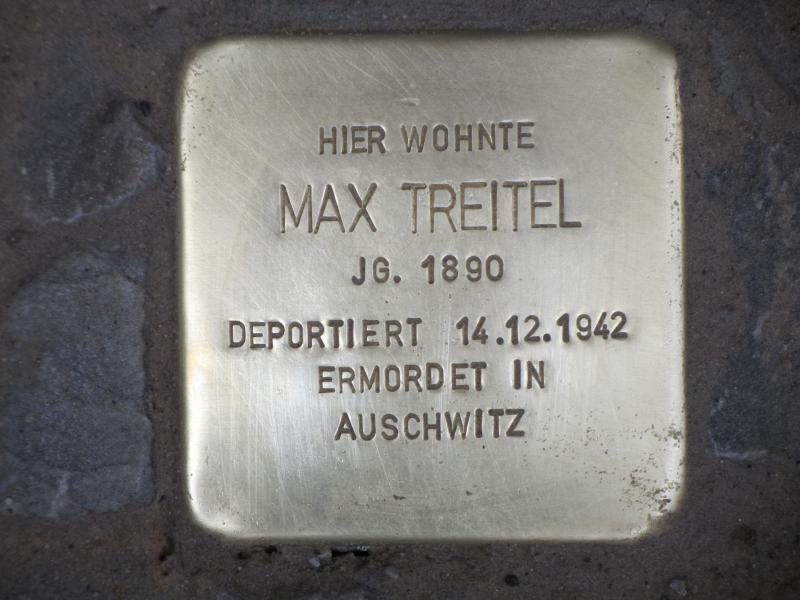 HIER WOHNTE
MAX TREITEL
JG. 1890
DEPORTIERT 14.12.1942
ERMORDET IN
AUSCHWITZ